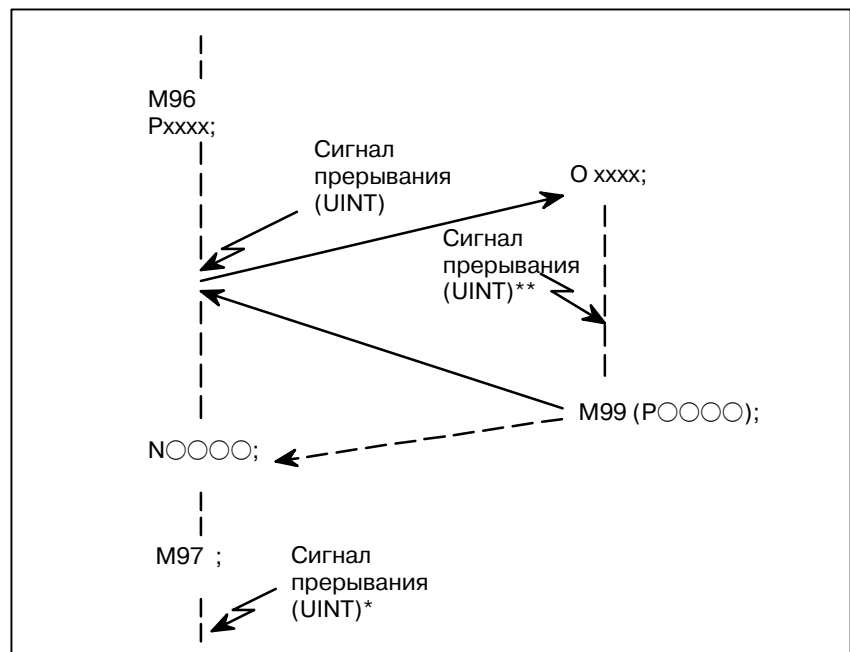 M96
Pxxxx;
Сигнал
прерывания
(UINT)
O xxxx;
Сигнал
прерывания
(UINT)**
M99 (P○○○○);
N○○○○;
M97 ;
Сигнал
прерывания
(UINT)*